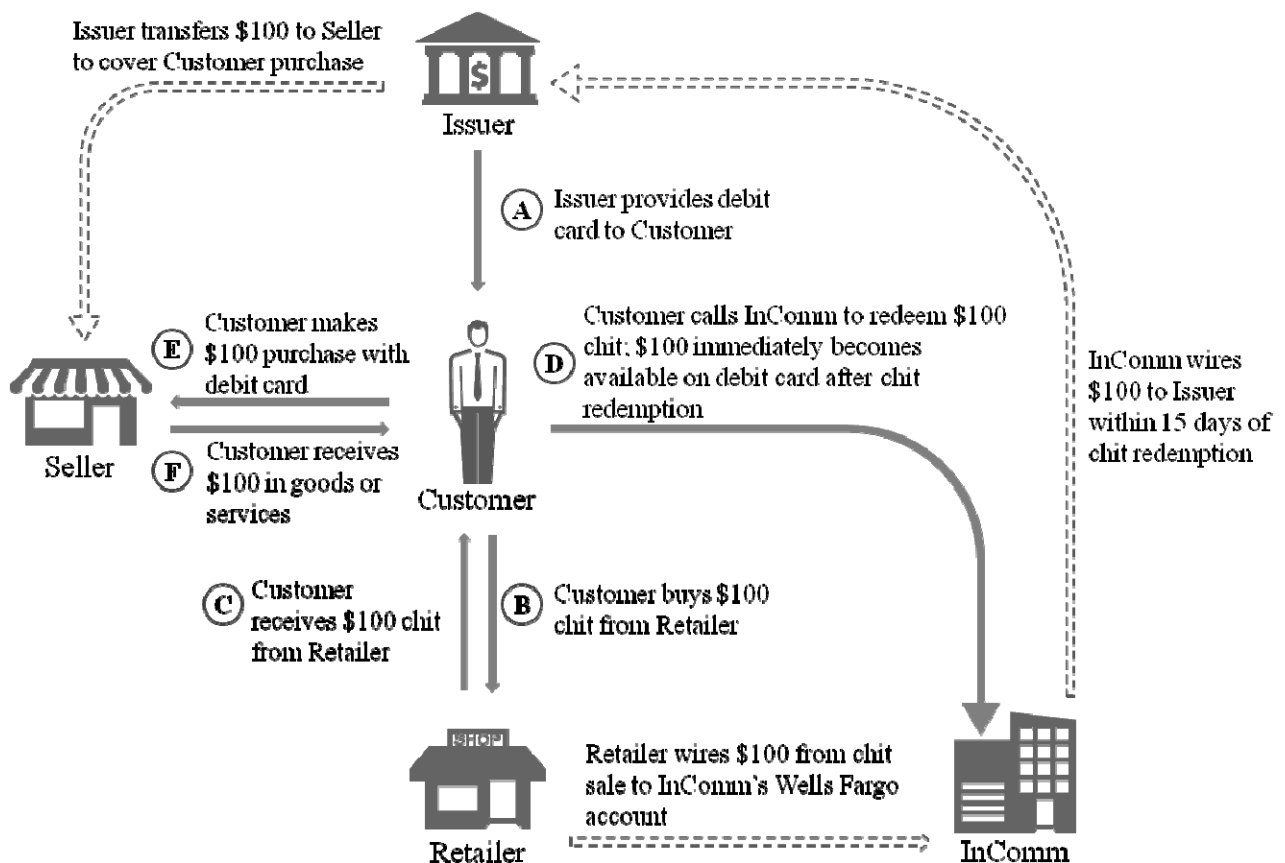 Issuer transfers $100 to Seller
to cover Customer purchase
$
Issuer
A
Issuer provides debit
card to Customer
E
Customer makes
$100 purchase with
debit card
Seller
F
Customer receives
$100 in goods or
services
Customer
D
Customer calls InComm to redeem $100
chit; $100 immediately becomes
available on debit card after chit
redemption
InComm wires
$100 to Issuer
within 15 days of
chit redemption
C
Customer
receives $100 chit
from Retailer
B
Customer buys $100
chit from Retailer
SHOP
Retailer
Retailer wires $100 from chit
sale to InComm's Wells Fargo
account
InComm